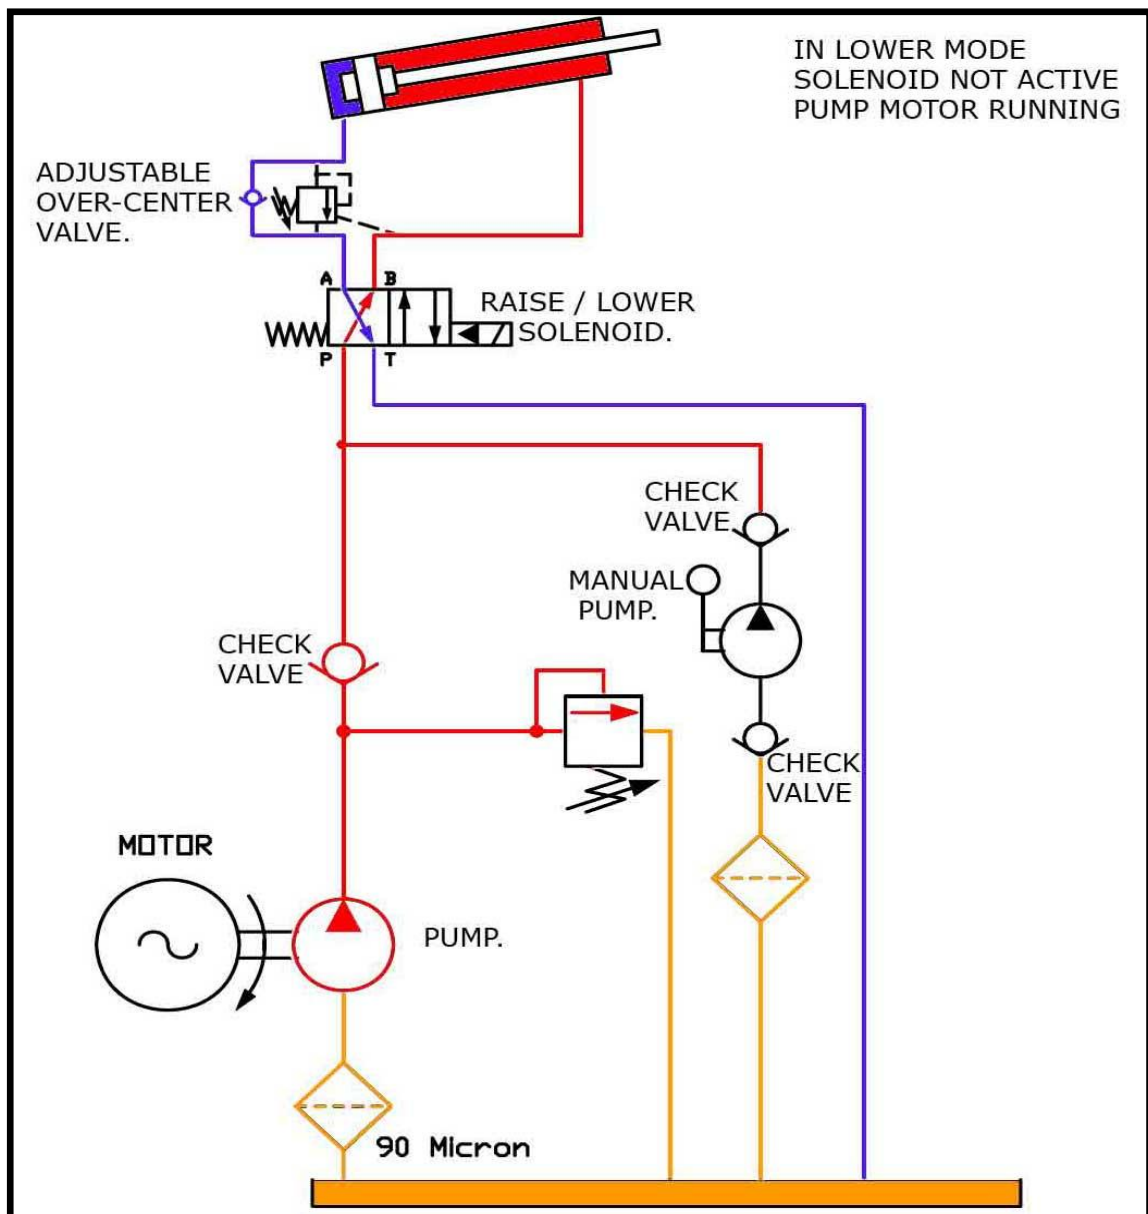 IN LOWER MODE
SOLENOID NOT ACTIVE
PUMP MOTOR RUNNING
ADJUSTABLE
OVER-CENTER
VALVE.
A B
RAISE / LOWER
SOLENOID.
P T
CHECK
VALVE
MANUAL
PUMP.
CHECK
VALVE
CHECK
VALVE
MOTOR
PUMP.
90 Micron